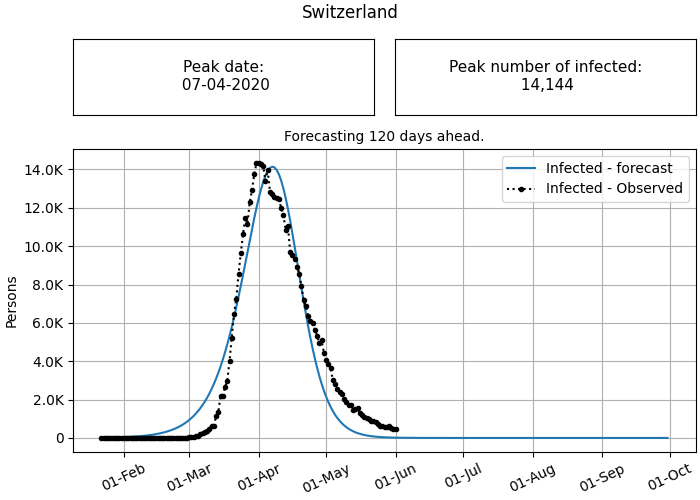 Switzerland
Peak date:
07-04-2020
Peak number of infected:
14,144
Forecasting 120 days ahead.
Infected - forecast
Infected - Observed
Persons
14.0K
12.0K
10.0K
8.0K
6.0K
4.0K
2.0K
0
01-Feb
01-Mar
01-Apr
01-May
01-Jun
01-Jul
01-Aug
01-Sep
01-Oct